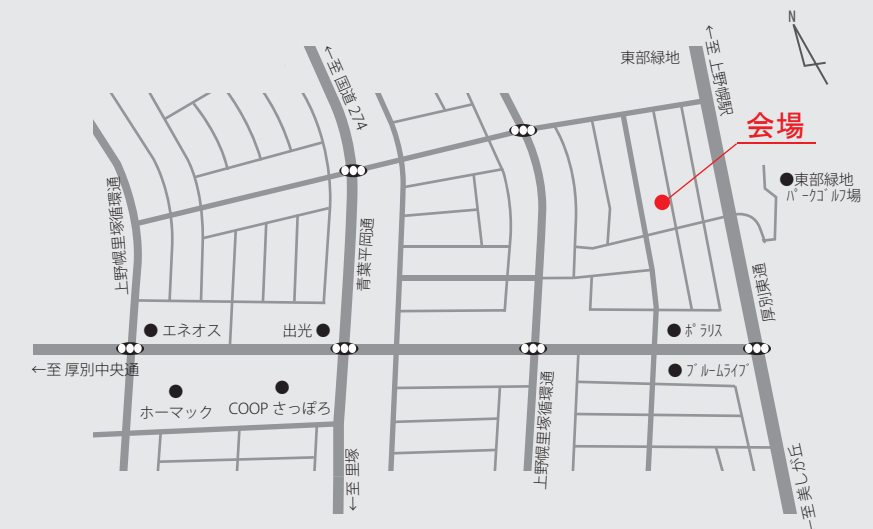 N
東部緑地
←至 上野幌駅
←至 国道 274
会場
●東部緑地
パークゴルフ場
上野幌里塚循環通
青葉平岡通
厚別東通
●エネオス
出光●
●ポラリス
←至 厚別中央通
●ブルームライブ
ホーマック
COOP さっぽろ
上野幌里塚循環通
←至 里塚
←至 美しが丘